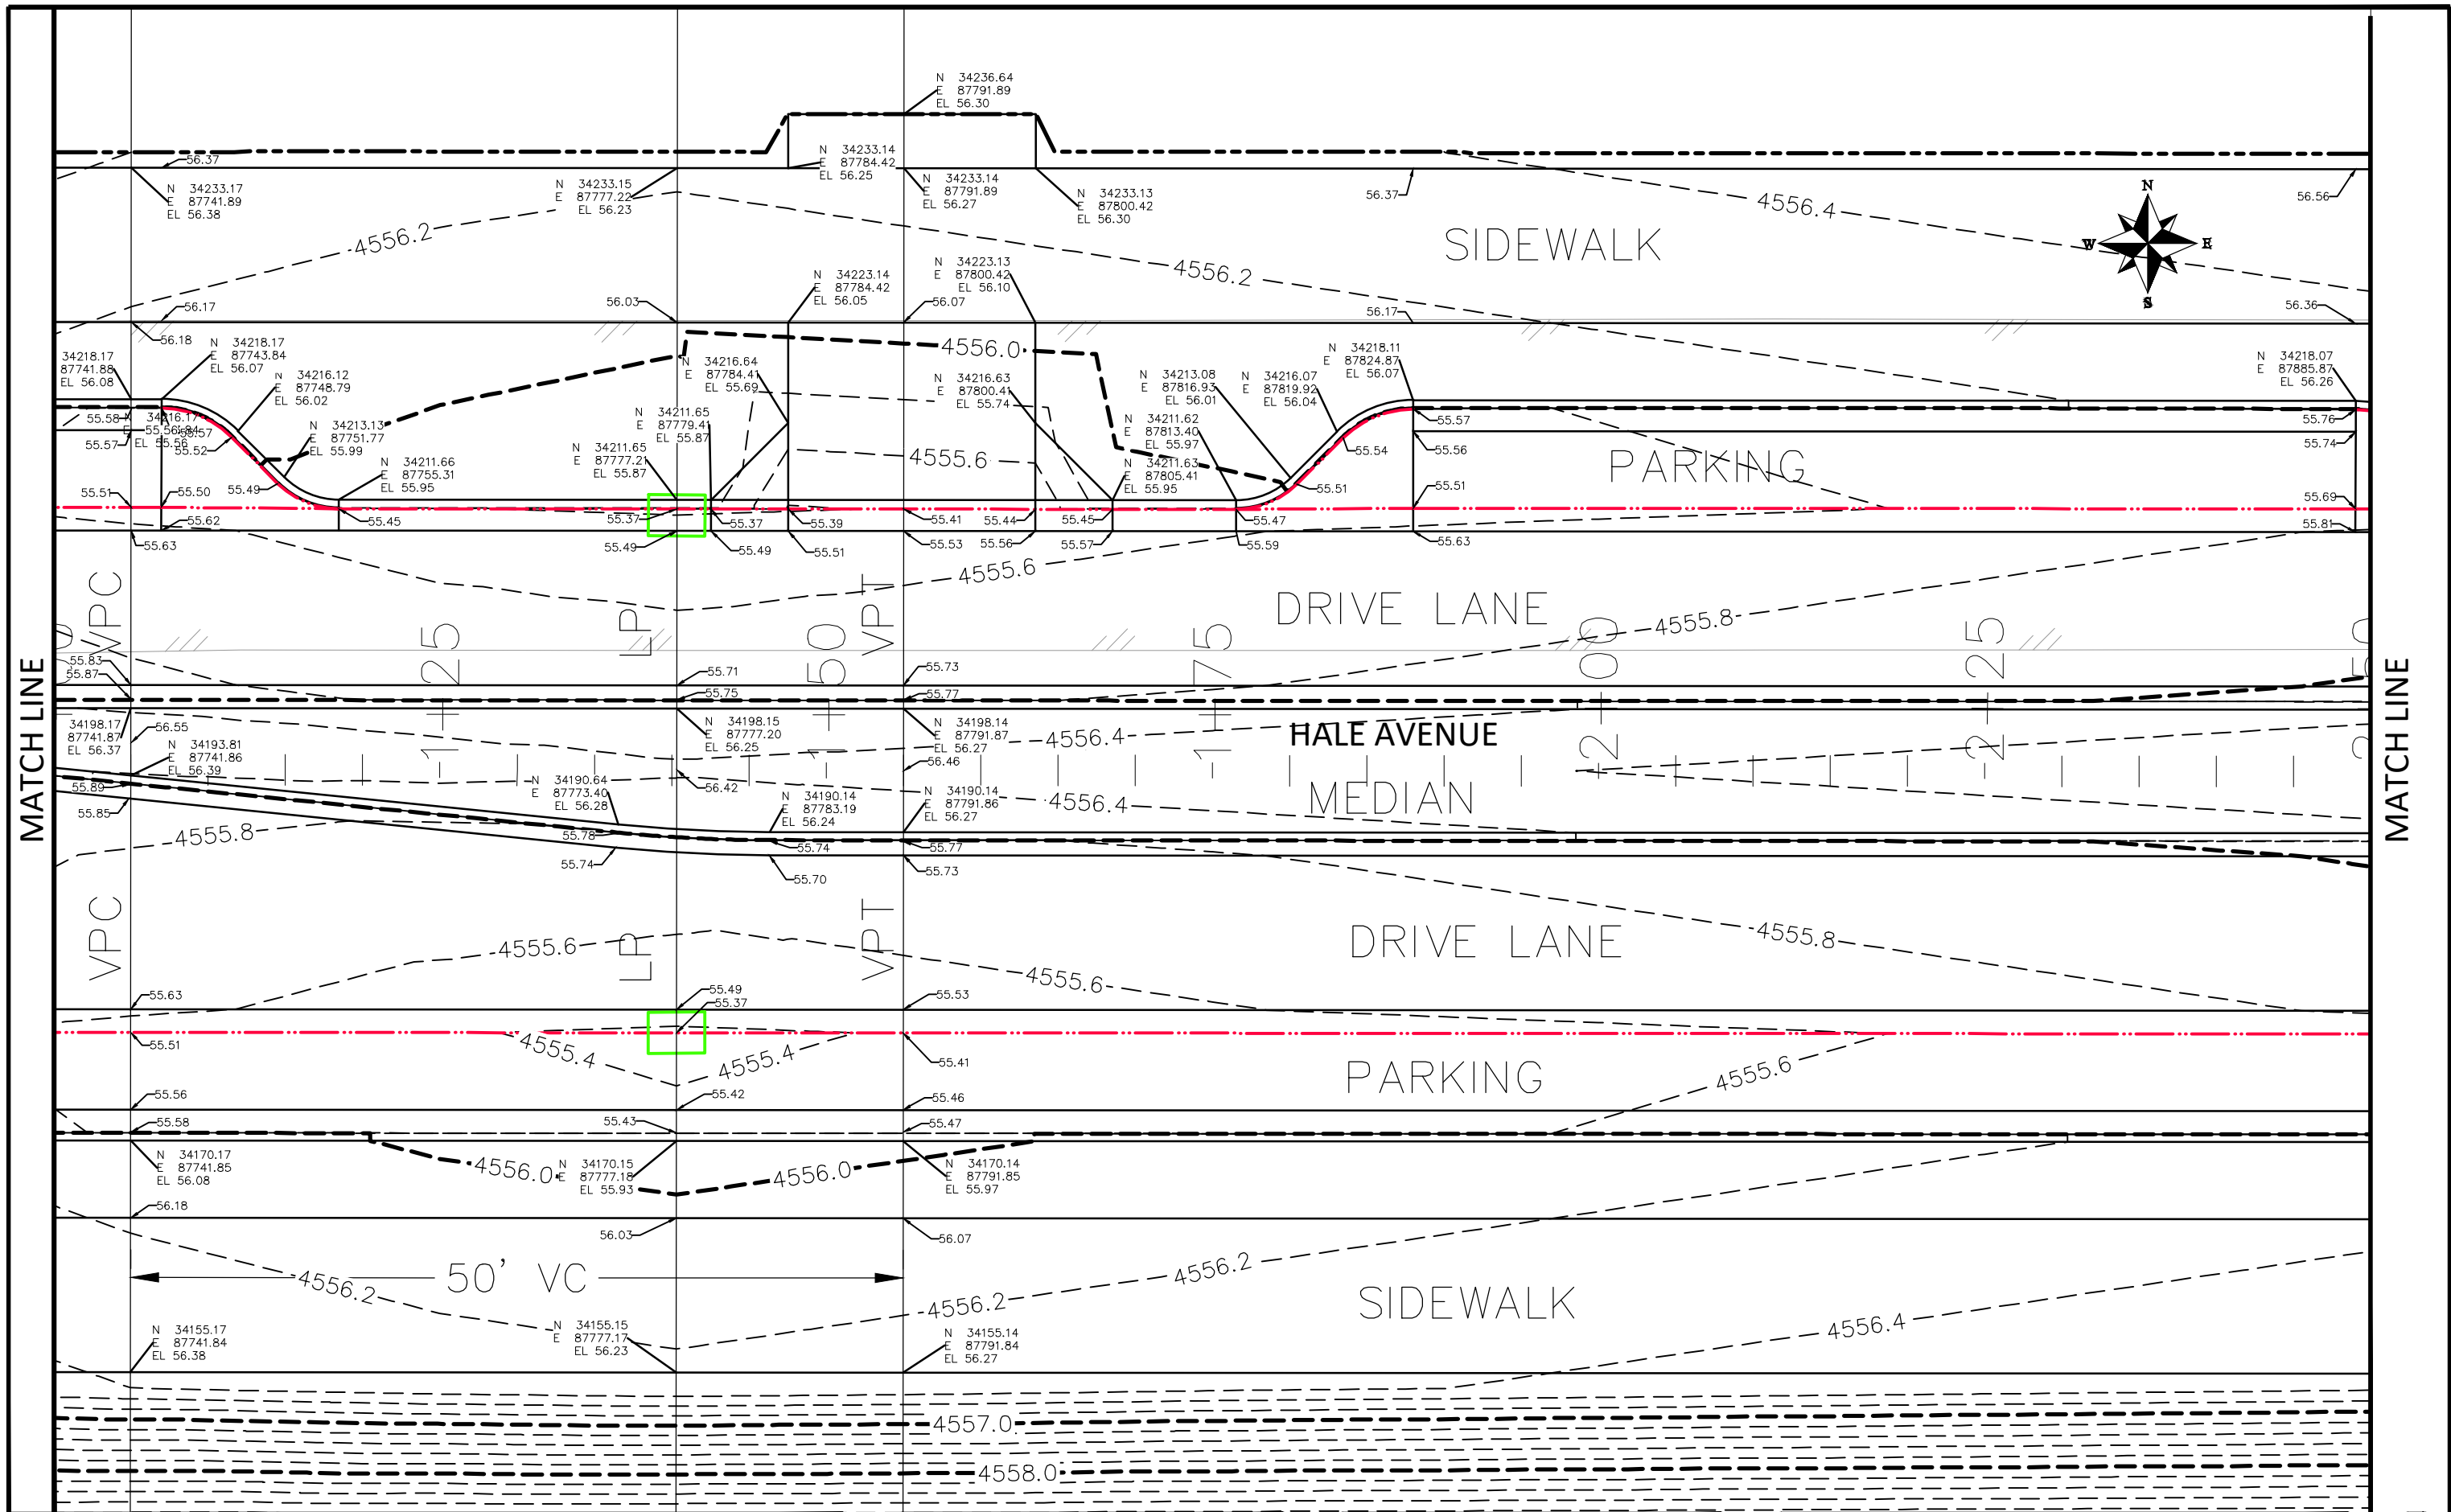 N 34236.64
E 87791.89
EL 56.30
56.37
N 34233.17
E 87741.89
EL 56.38
N 34233.15
E 87777.22
EL 56.23
N 34233.14
E 87784.42
EL 56.25
N 34233.14
E 87791.89
EL 56.27
N 34233.13
E 87800.42
EL 56.30
56.37
56.56
4556.4
N
W
E
S
4556.2
SIDEWALK
4556.2
56.17
56.18
56.03
N 34223.14
E 87784.42
EL 56.05
N 34223.13
E 87800.42
EL 56.10
56.07
56.17
56.36
34218.17
87741.88
EL 56.08
N 34218.17
E 87743.84
EL 56.07
N 34216.12
E 87748.79
EL 56.02
N 34216.64
E 87784.41
EL 55.69
4556.0
N 34216.63
E 87800.41
EL 55.74
N 34213.08
E 87816.93
EL 56.01
N 34216.07
E 87819.92
EL 56.04
N 34218.11
E 87824.87
EL 56.07
N 34218.07
E 87885.87
EL 56.26
55.58
N 34216.17
EL 55.56
55.57
55.57
55.52
N 34213.13
E 87751.77
EL 55.99
N 34211.65
E 87779.41
EL 55.87
N 34211.62
E 87813.40
EL 55.97
55.57
55.54
55.56
55.76
55.74
N 34211.66
E 87755.31
EL 55.95
N 34211.65
E 87777.21
EL 55.87
4555.6
N 34211.63
E 87805.41
EL 55.95
PARKING
55.51
55.50
55.49
55.51
55.51
55.69
55.62
55.45
55.37
55.37
55.39
55.41
55.44
55.45
55.47
55.81
55.63
55.49
55.49
55.51
55.53
55.56
55.57
55.59
55.63
4555.6
VPC
1+25
LP
1+50
VPT
DRIVE LANE
1+75
2+00
4555.8
2+25
MATCH LINE
MATCH LINE
55.83
55.87
55.71
55.75
55.73
55.77
34198.17
87741.87
EL 56.37
56.55
N 34193.81
E 87741.86
EL 56.39
N 34198.15
E 87777.20
EL 56.25
N 34198.14
E 87791.87
EL 56.27
4556.4
HALE AVENUE
56.46
56.42
55.89
55.85
N 34190.64
E 87773.40
EL 56.28
N 34190.14
E 87783.19
EL 56.24
N 34190.14
E 87791.86
EL 56.27
4556.4
MEDIAN
4555.8
55.78
55.74
55.74
55.70
55.77
55.73
VPC
4555.6
LP
VPT
DRIVE LANE
4555.8
4555.6
55.63
55.49
55.37
55.53
55.51
4555.4
4555.4
55.41
PARKING
4555.6
55.56
55.42
55.46
55.58
55.43
55.47
N 34170.17
E 87741.85
EL 56.08
4556.0
N 34170.15
E 87777.18
EL 55.93
4556.0
N 34170.14
E 87791.85
EL 55.97
56.18
56.03
56.07
50' VC
4556.2
4556.2
4556.2
SIDEWALK
4556.4
N 34155.17
E 87741.84
EL 56.38
N 34155.15
E 87777.17
EL 56.23
N 34155.14
E 87791.84
EL 56.27
4557.0
4558.0